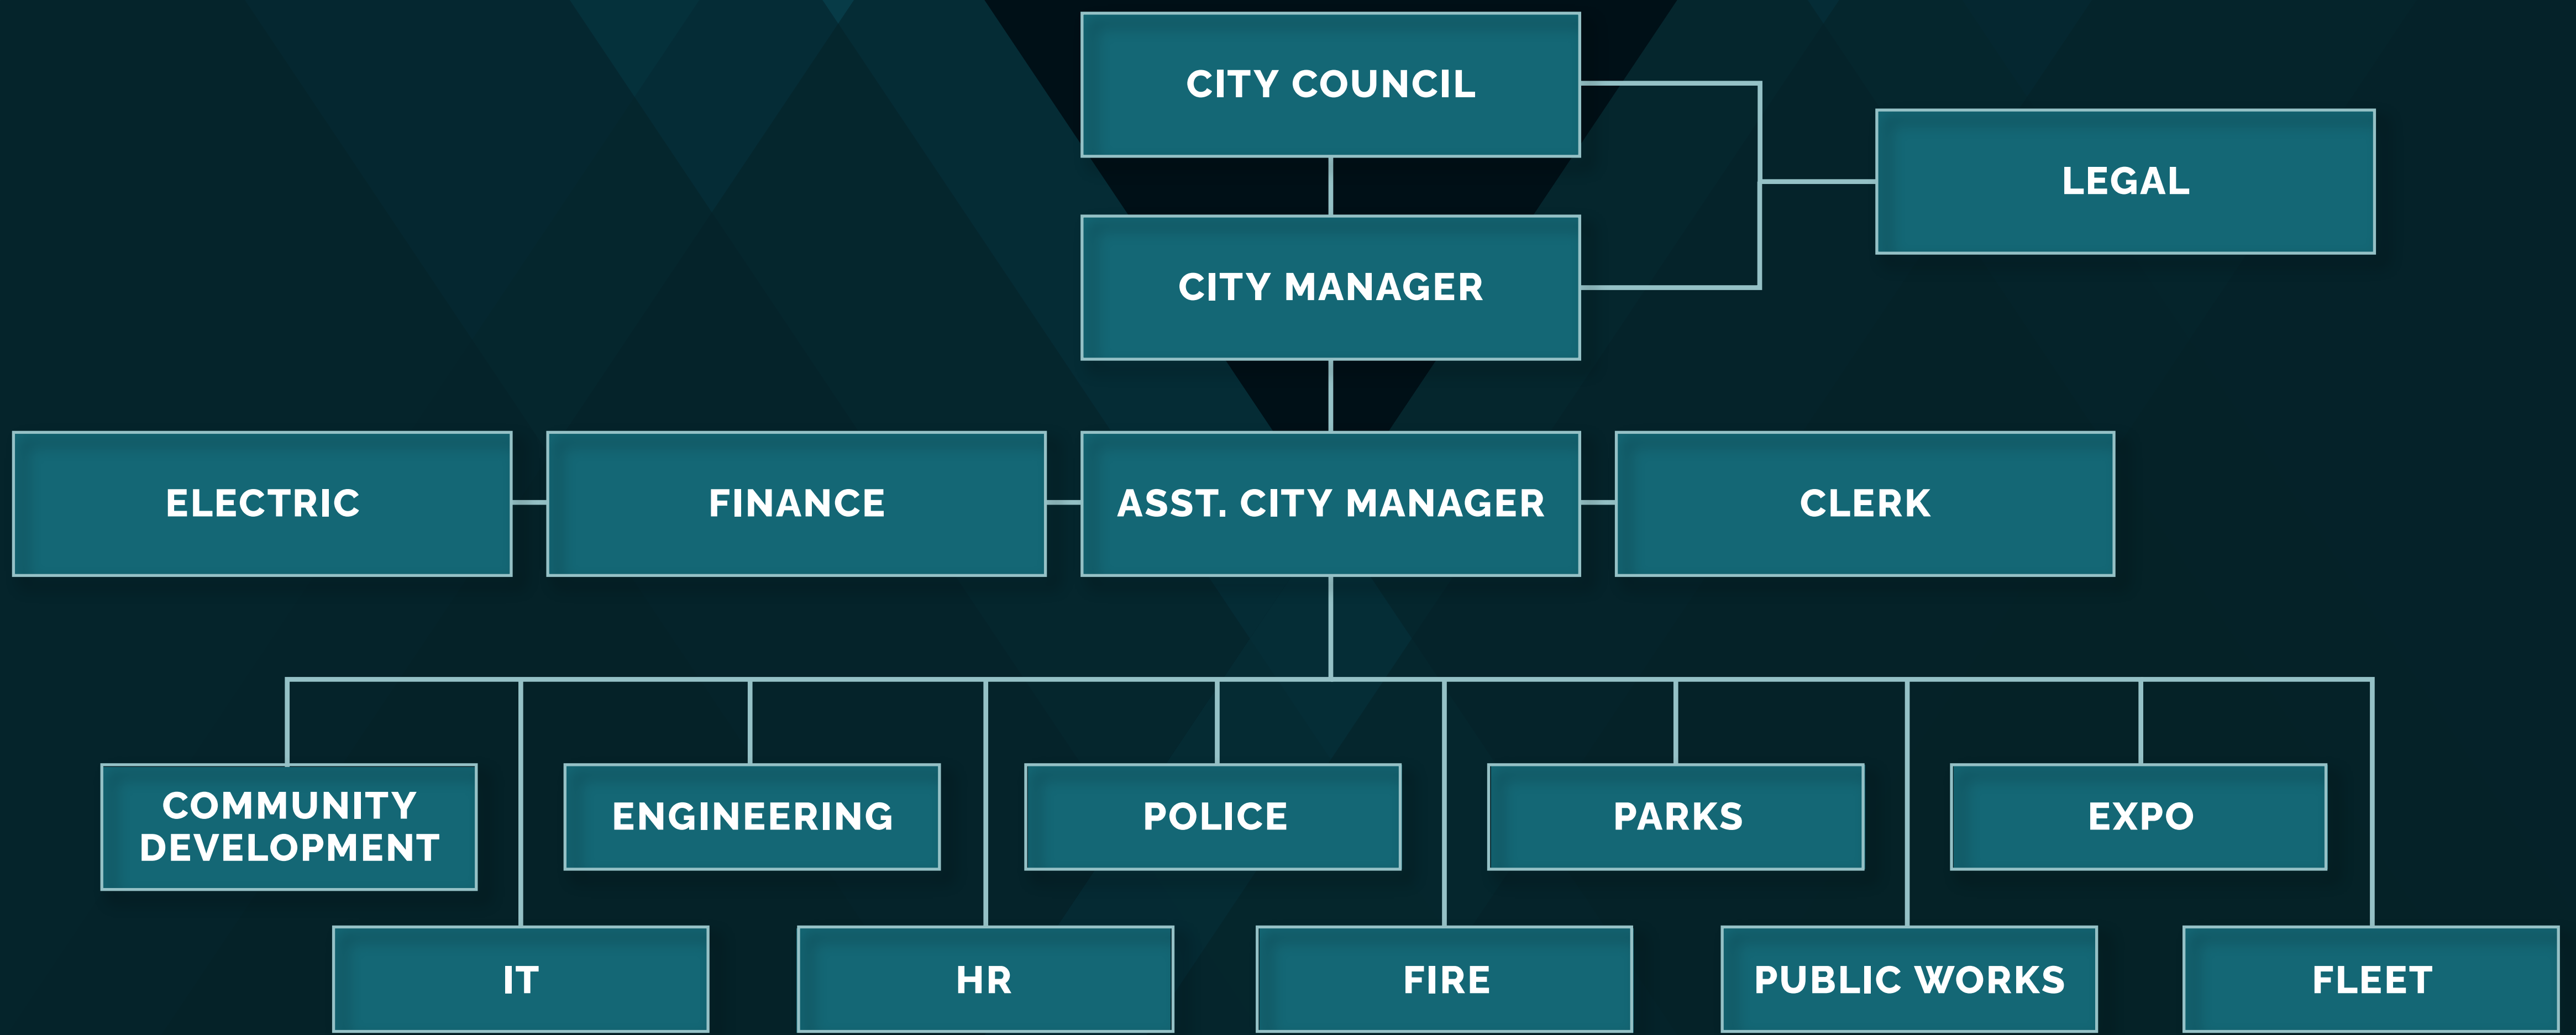 CITY COUNCIL
LEGAL
CITY MANAGER
ELECTRIC
FINANCE
ASST. CITY MANAGER
CLERK
COMMUNITY
DEVELOPMENT
ENGINEERING
POLICE
PARKS
EXPO
IT
HR
FIRE
PUBLIC WORKS
FLEET